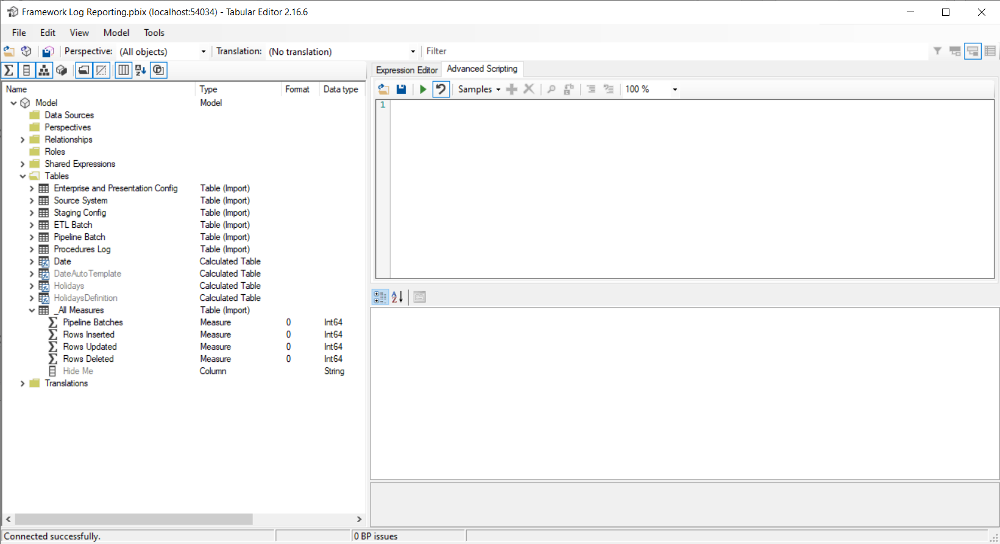 Framework Log Reporting.pbix (localhost:54034) - Tabular Editor 2.16.6
File Edit View Model Tools
Perspective: (All objects) Translation: (No translation) Filter
Expression Editor Advanced Scripting
Samples 100 %
1
Name Type Format Data type
Model Model
Data Sources
Perspectives
Relationships
Roles
Shared Expressions
Tables
Enterprise and Presentation Config Table (Import)
Source System Table (Import)
Staging Config Table (Import)
ETL Batch Table (Import)
Pipeline Batch Table (Import)
Procedures Log Table (Import)
Date Calculated Table
DateAutoTemplate Calculated Table
Holidays Calculated Table
HolidaysDefinition Calculated Table
_All Measures Table (Import)
Pipeline Batches Measure 0 Int64
Rows Inserted Measure 0 Int64
Rows Updated Measure 0 Int64
Rows Deleted Measure 0 Int64
Hide Me Column String
Translations
Connected successfully. 0 BP issues